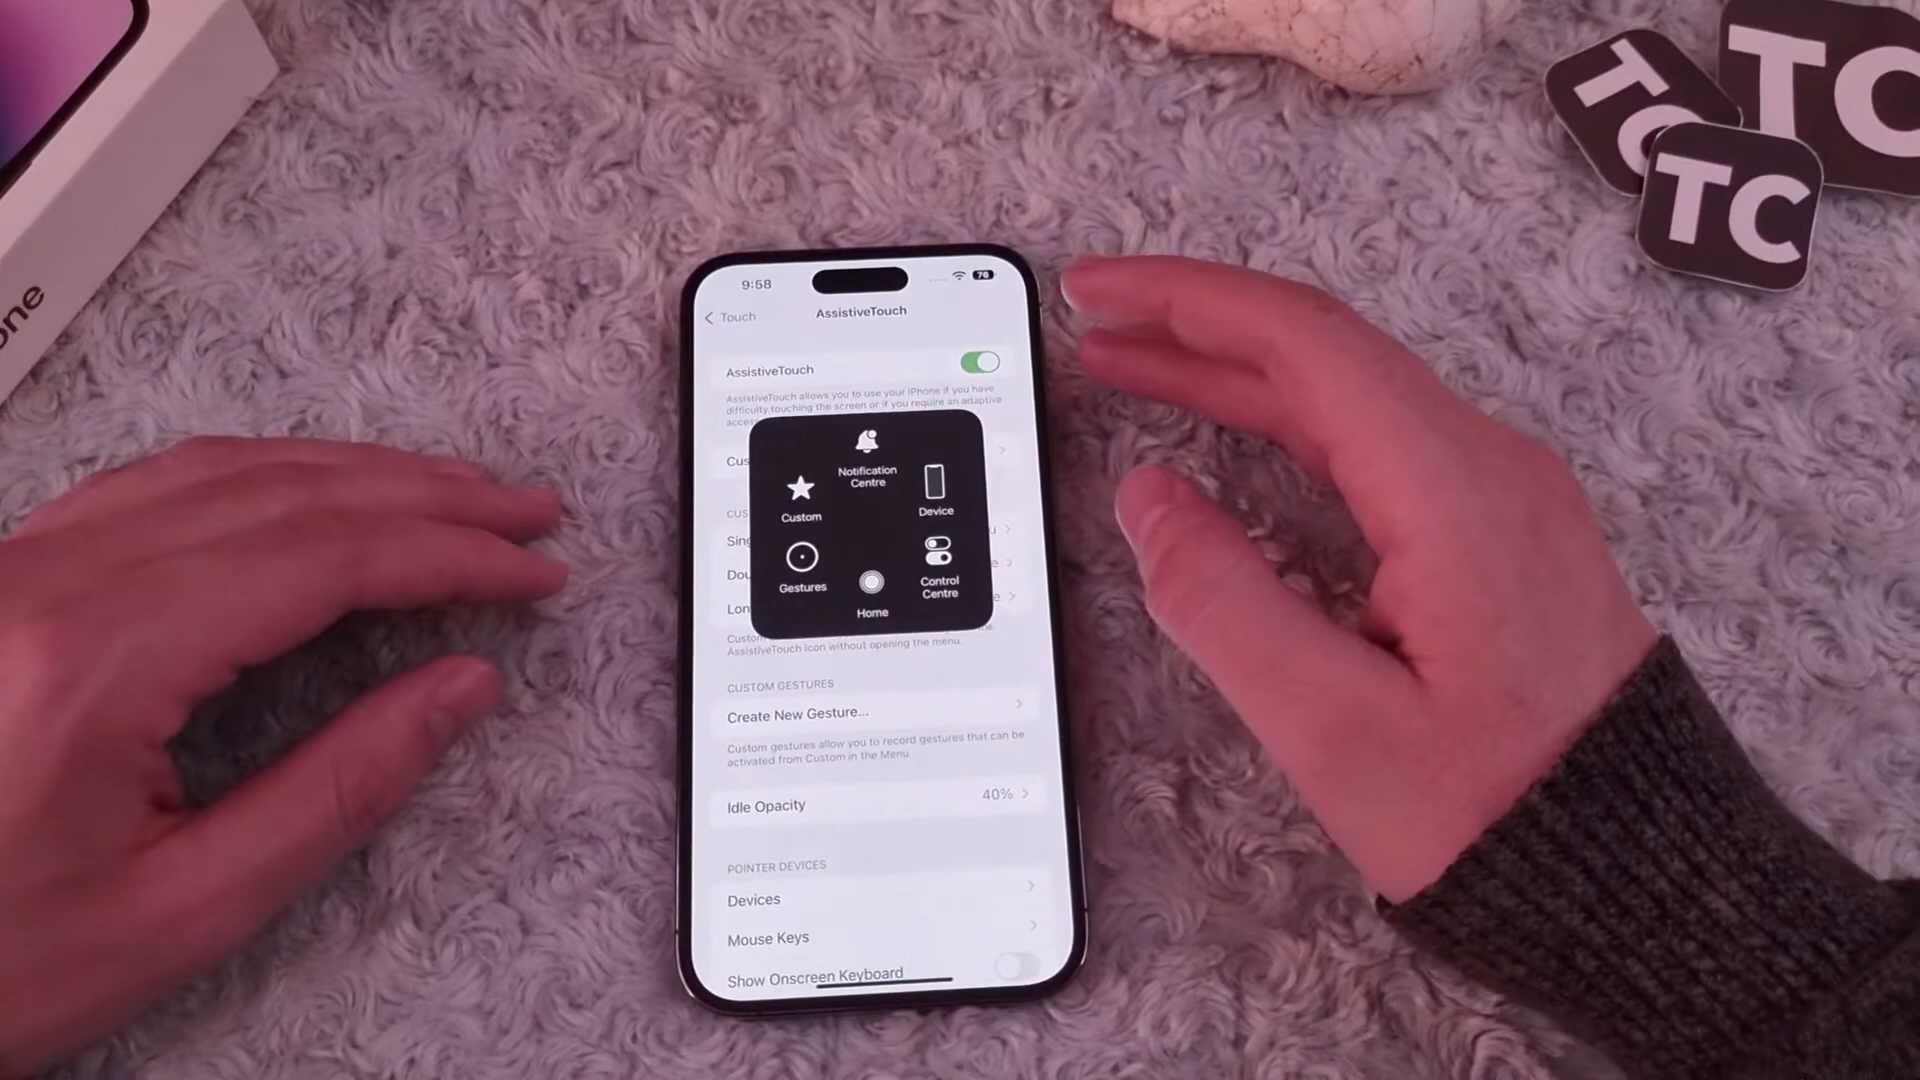 one
TC
TC
TC
9:58
76
Touch
AssistiveTouch
AssistiveTouch
AssistiveTouch allows you to use your iPhone if you have
difficulty touching the screen or if you require an adaptive
acces
Cus
Notification
Centre
Custom
Device
CUS
Sing
u
Dou
e
Gestures
Control
Centre
Lon
e
Home
Custom
the
AssistiveTouch icon without opening the menu.
CUSTOM GESTURES
Create New Gesture...
Custom gestures allow you to record gestures that can be
activated from Custom in the Menu.
Idle Opacity
40%
POINTER DEVICES
Devices
Mouse Keys
Show Onscreen Keyboard